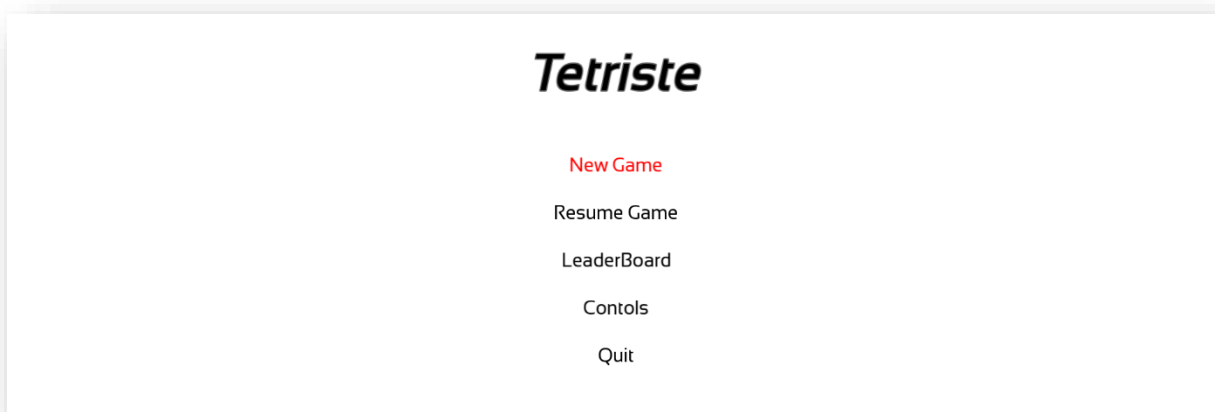 Tetriste
New Game
Resume Game
LeaderBoard
Contols
Quit